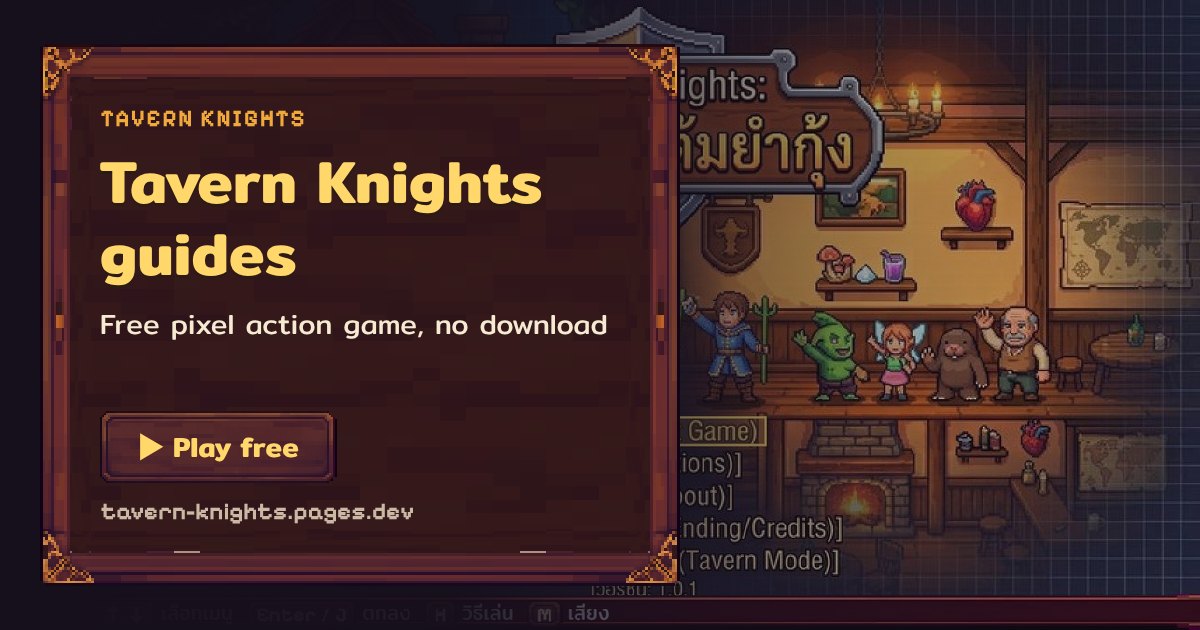 TAVERN KNIGHTS
Tavern Knights
guides
Free pixel action game, no download
▶ Play free
tavern-knights.pages.dev
ights:
ต้มยำกุ้ง
Game)
ions)]
out)]
nding/Credits)]
(Tavern Mode)]
เวอร์ชัน: 1.0.1
เลือกเมนู Enter / J ตกลง H วิธีเล่น M เสียง